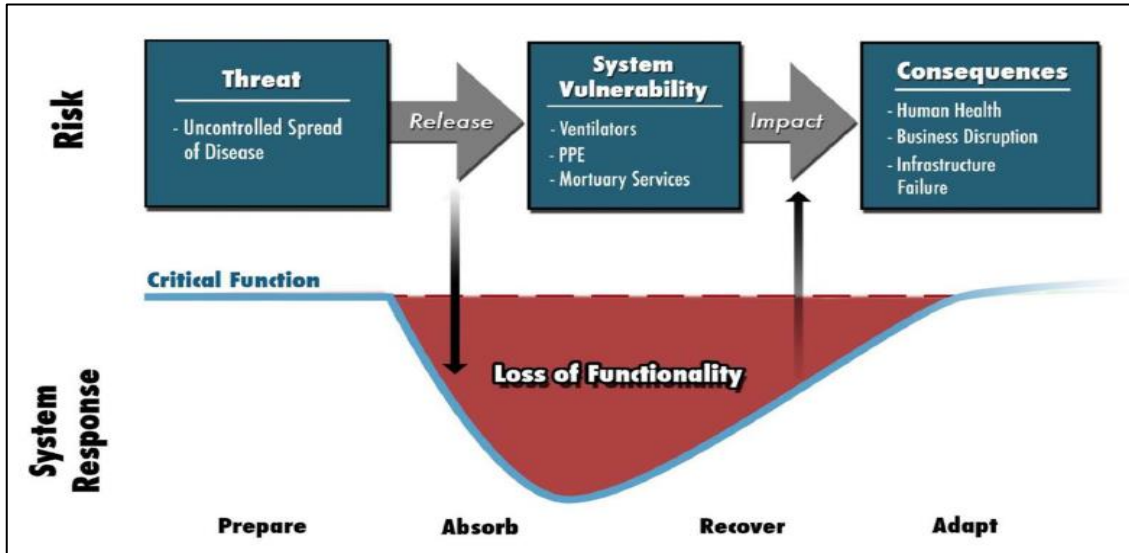 Risk
Threat
- Uncontrolled Spread
of Disease
Release
System
Vulnerability
- Ventilators
- PPE
- Mortuary Services
Impact
Consequences
- Human Health
- Business Disruption
- Infrastructure
Failure
System
Response
Critical Function
Loss of Functionality
Prepare
Absorb
Recover
Adapt